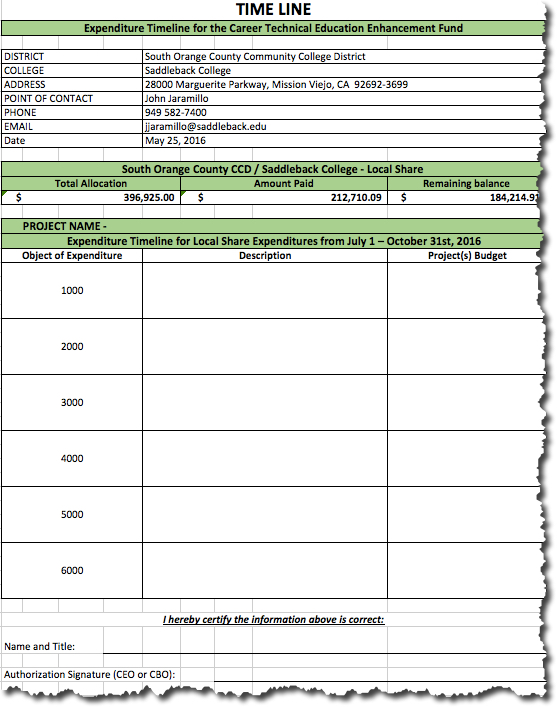 TIME LINE
Expenditure Timeline for the Career Technical Education Enhancement Fund
DISTRICT South Orange County Community College District
COLLEGE Saddleback College
ADDRESS 28000 Marguerite Parkway, Mission Viejo, CA 92692-3699
POINT OF CONTACT John Jaramillo
PHONE 949 582-7400
EMAIL jjaramillo@saddleback.edu
Date May 25, 2016
South Orange County CCD / Saddleback College - Local Share
Total Allocation Amount Paid Remaining balance
$ 396,925.00 $ 212,710.09 $ 184,214.91
PROJECT NAME -
Expenditure Timeline for Local Share Expenditures from July 1 – October 31st, 2016
Object of Expenditure Description Project(s) Budget
1000
2000
3000
4000
5000
6000
I hereby certify the information above is correct:
Name and Title:
Authorization Signature (CEO or CBO):